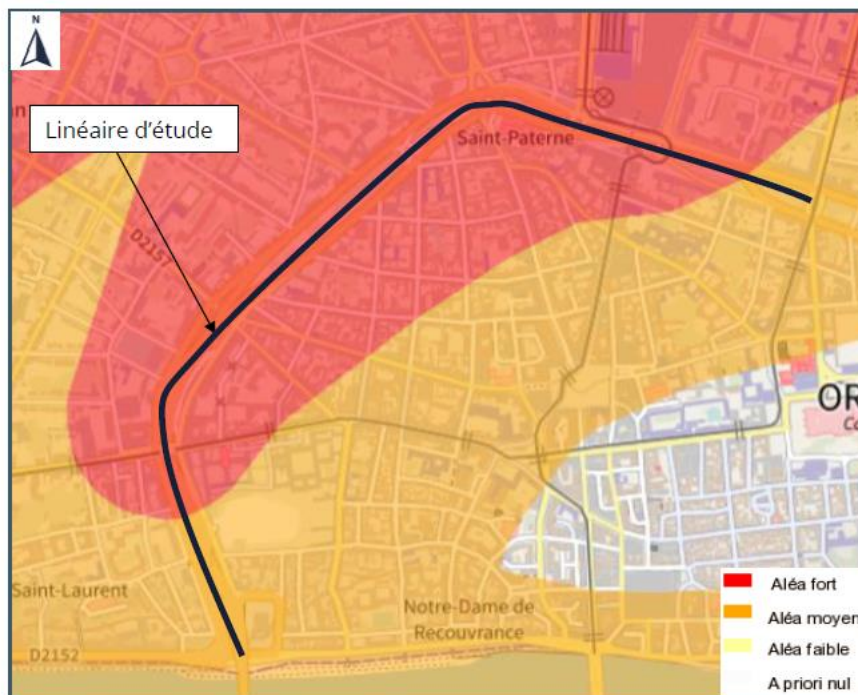 N
Linéaire d'étude
Saint-Paterne
D2157
OR
Saint-Laurent
Notre-Dame de
Recouvrance
D2152
Aléa fort
Aléa moyen
Aléa faible
A priori nul